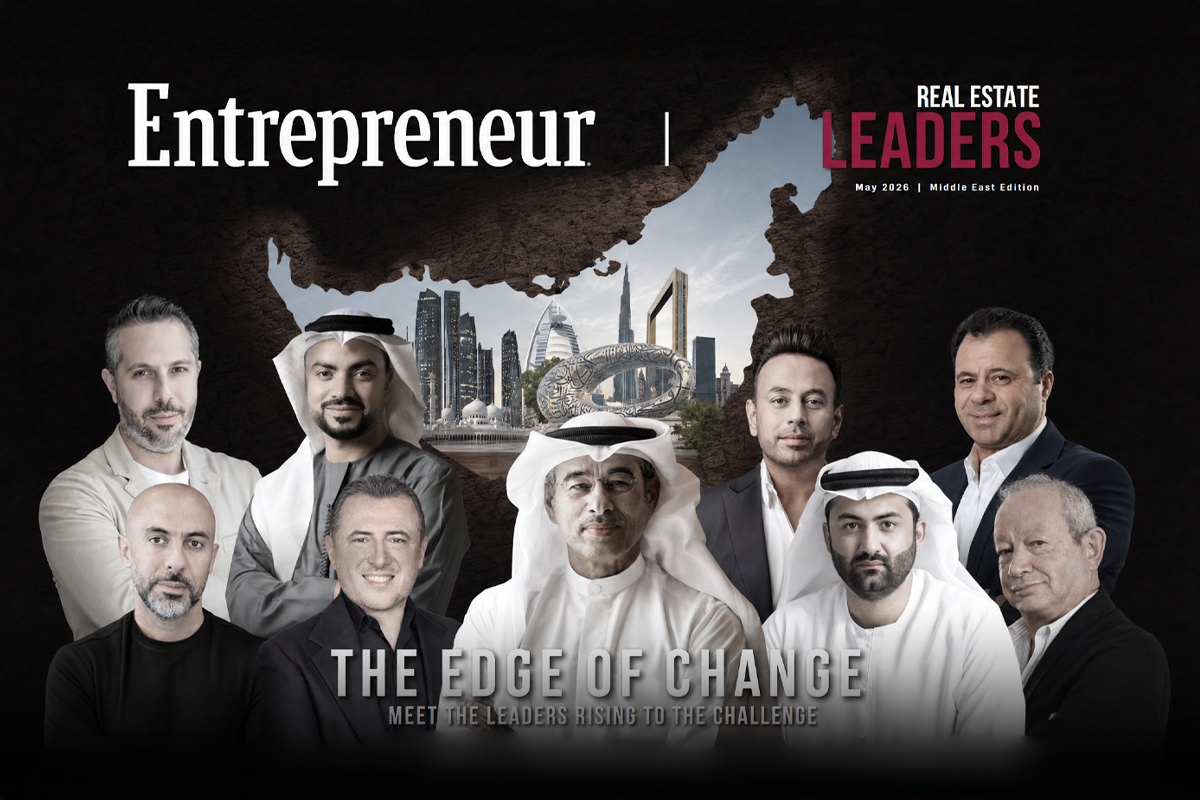 Entrepreneur
REAL ESTATE
LEADERS
May 2026 | Middle East Edition
THE EDGE OF CHANGE
MEET THE LEADERS RISING TO THE CHALLENGE